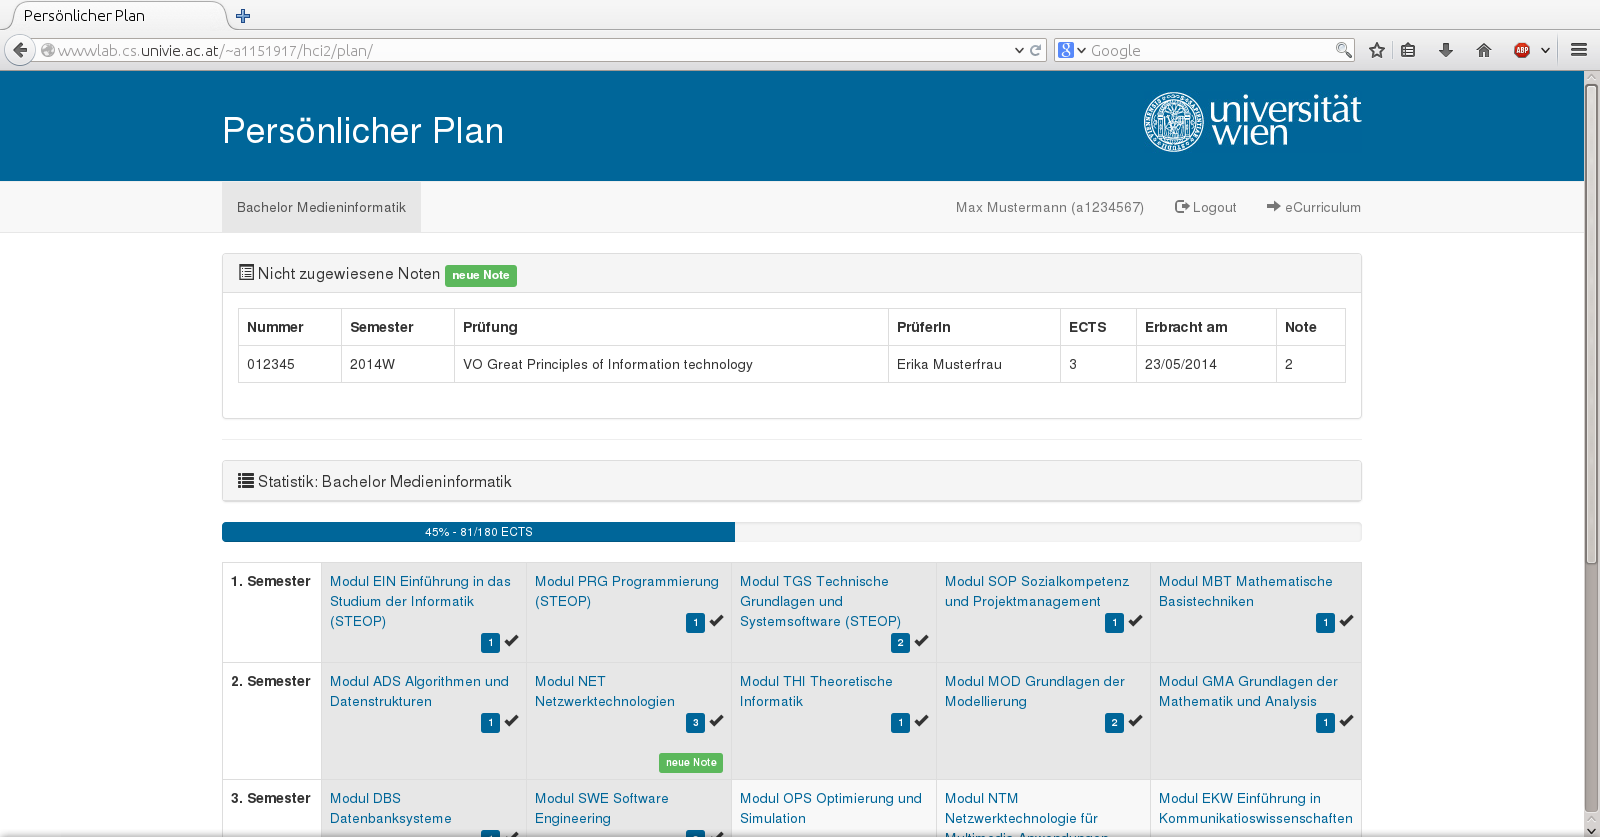 Persönlicher Plan
www.lab.cs.univie.ac.at/~a1151917/hci2/plan/
Google
ABP
Persönlicher Plan
universität
wien
Bachelor Medieninformatik
Max Mustermann (a1234567)
Logout
eCurriculum
Nicht zugewiesene Noten neue Note
Nummer Semester Prüfung PrüferIn ECTS Erbracht am Note
012345 2014W VO Great Principles of Information technology Erika Musterfrau 3 23/05/2014 2
Statistik: Bachelor Medieninformatik
45% - 81/180 ECTS
1. Semester
Modul EIN Einführung in das
Studium der Informatik
(STEOP)
1
Modul PRG Programmierung
(STEOP)
1
Modul TGS Technische
Grundlagen und
Systemsoftware (STEOP)
2
Modul SOP Sozialkompetenz
und Projektmanagement
1
Modul MBT Mathematische
Basistechniken
1
2. Semester
Modul ADS Algorithmen und
Datenstrukturen
1
Modul NET
Netzwerktechnologien
3
neue Note
Modul THI Theoretische
Informatik
1
Modul MOD Grundlagen der
Modellierung
2
Modul GMA Grundlagen der
Mathematik und Analysis
1
3. Semester
Modul DBS
Datenbanksysteme
Modul SWE Software
Engineering
Modul OPS Optimierung und
Simulation
Modul NTM
Netzwerktechnologie für
Multimedia Anwendungen
Modul EKW Einführung in
Kommunikatioswissenschaften